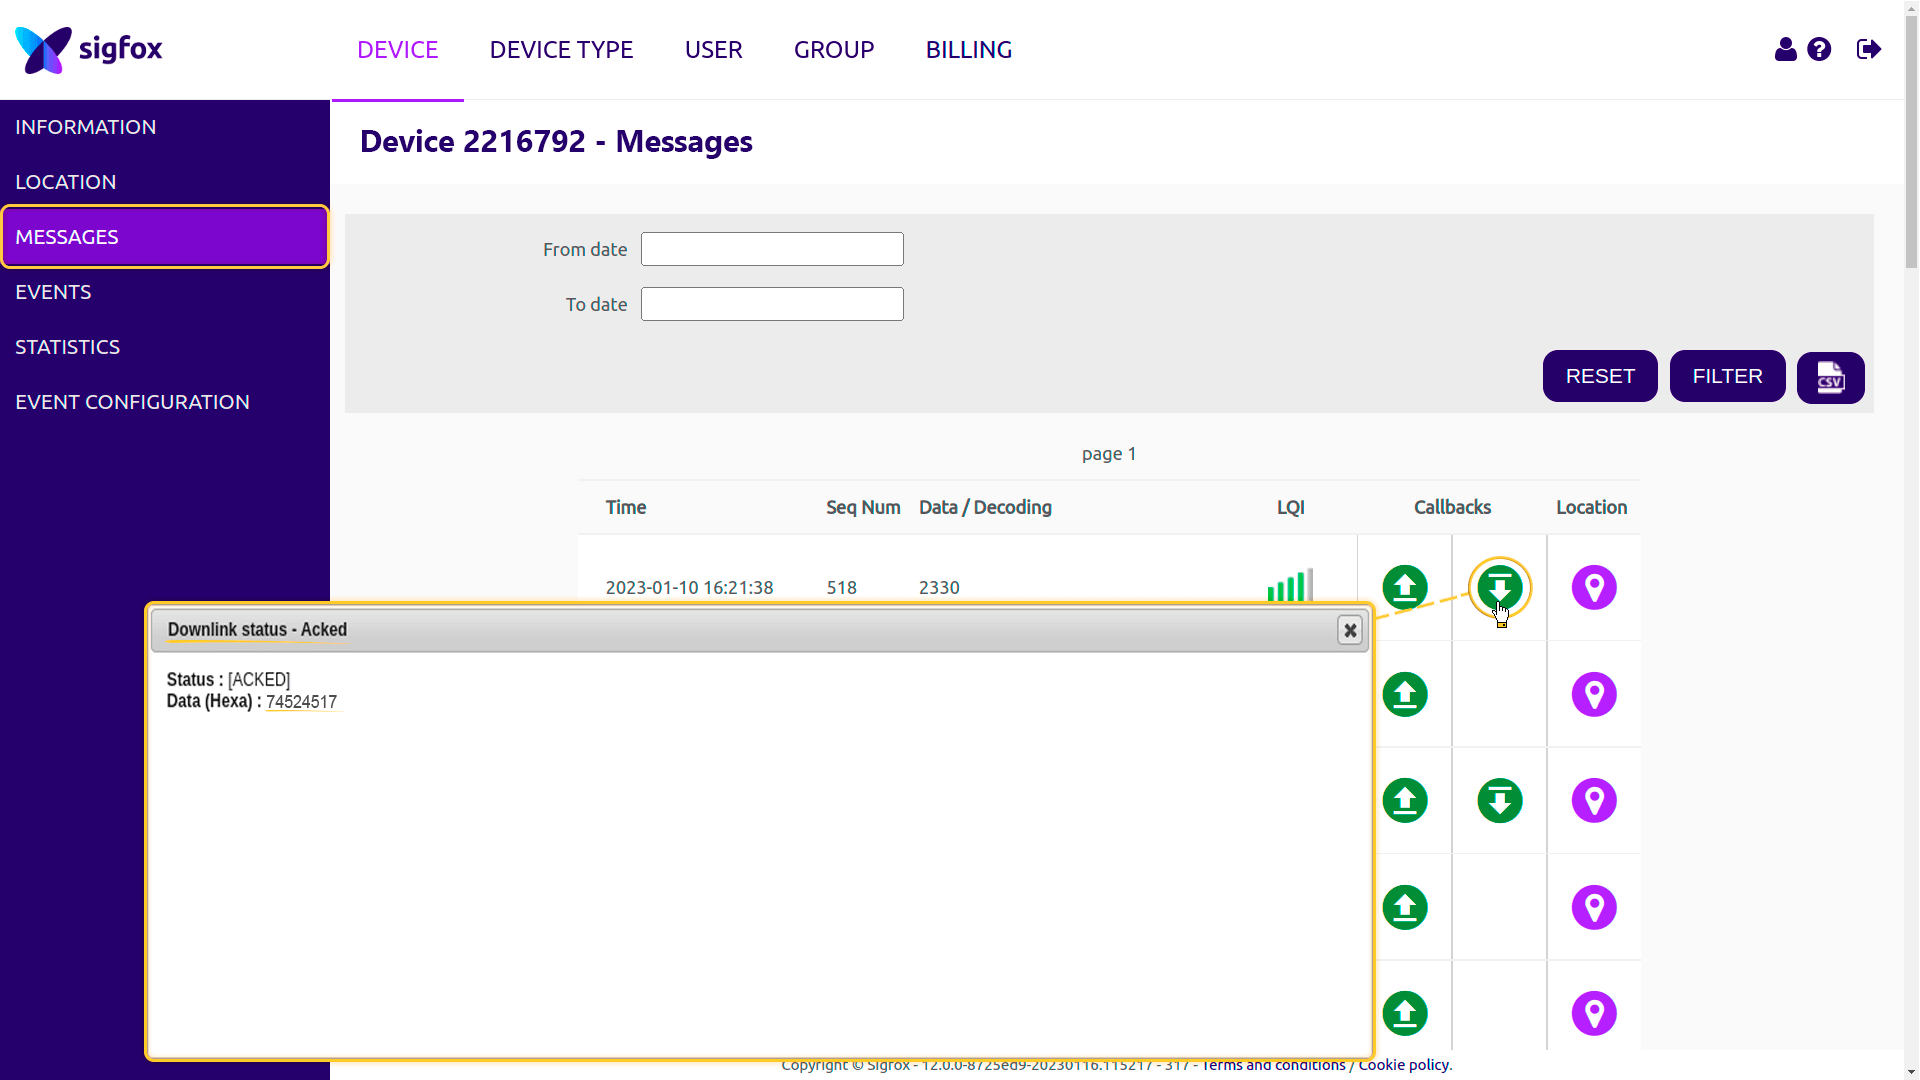 sigfox
DEVICE
DEVICE TYPE
USER
GROUP
BILLING
INFORMATION
LOCATION
MESSAGES
EVENTS
STATISTICS
EVENT CONFIGURATION
Device 2216792 - Messages
From date
To date
RESET
FILTER
CSV
page 1
Time Seq Num Data / Decoding LQI Callbacks Location
2023-01-10 16:21:38 518 2330
Downlink status - Acked
Status : [ACKED]
Data (Hexa) : 74524517
Copyright © Sigfox - 12.0.0-8725ed9-20230116.115217 - 317 - Terms and conditions / Cookie policy.